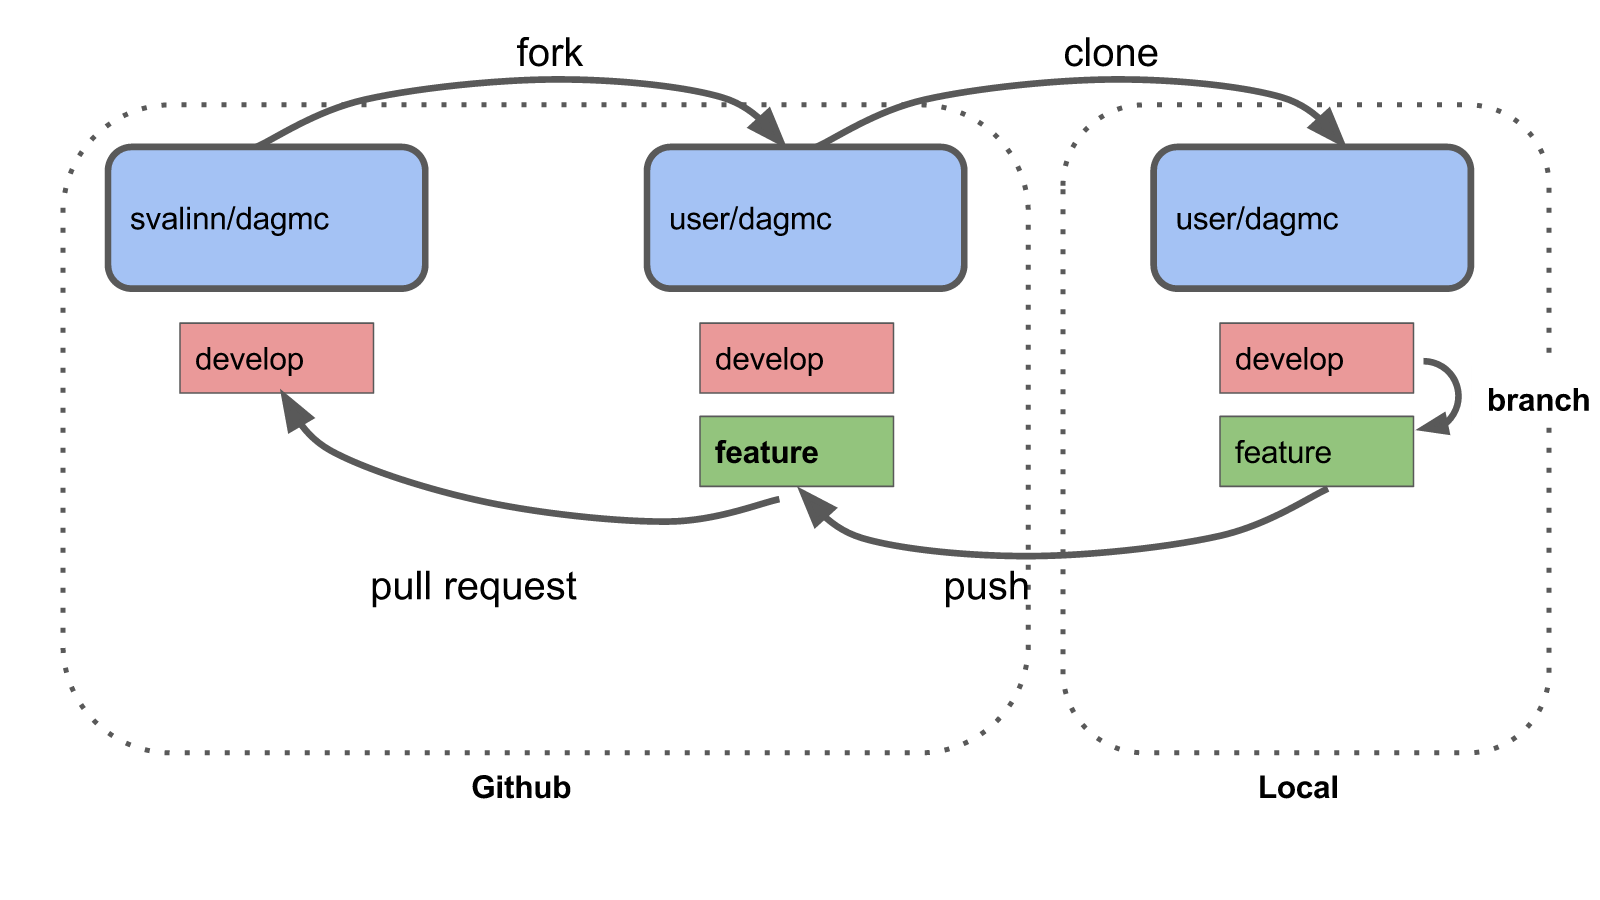 fork
clone
svalinn/dagmc
user/dagmc
user/dagmc
develop
develop
develop
branch
feature
feature
pull request
push
Github
Local